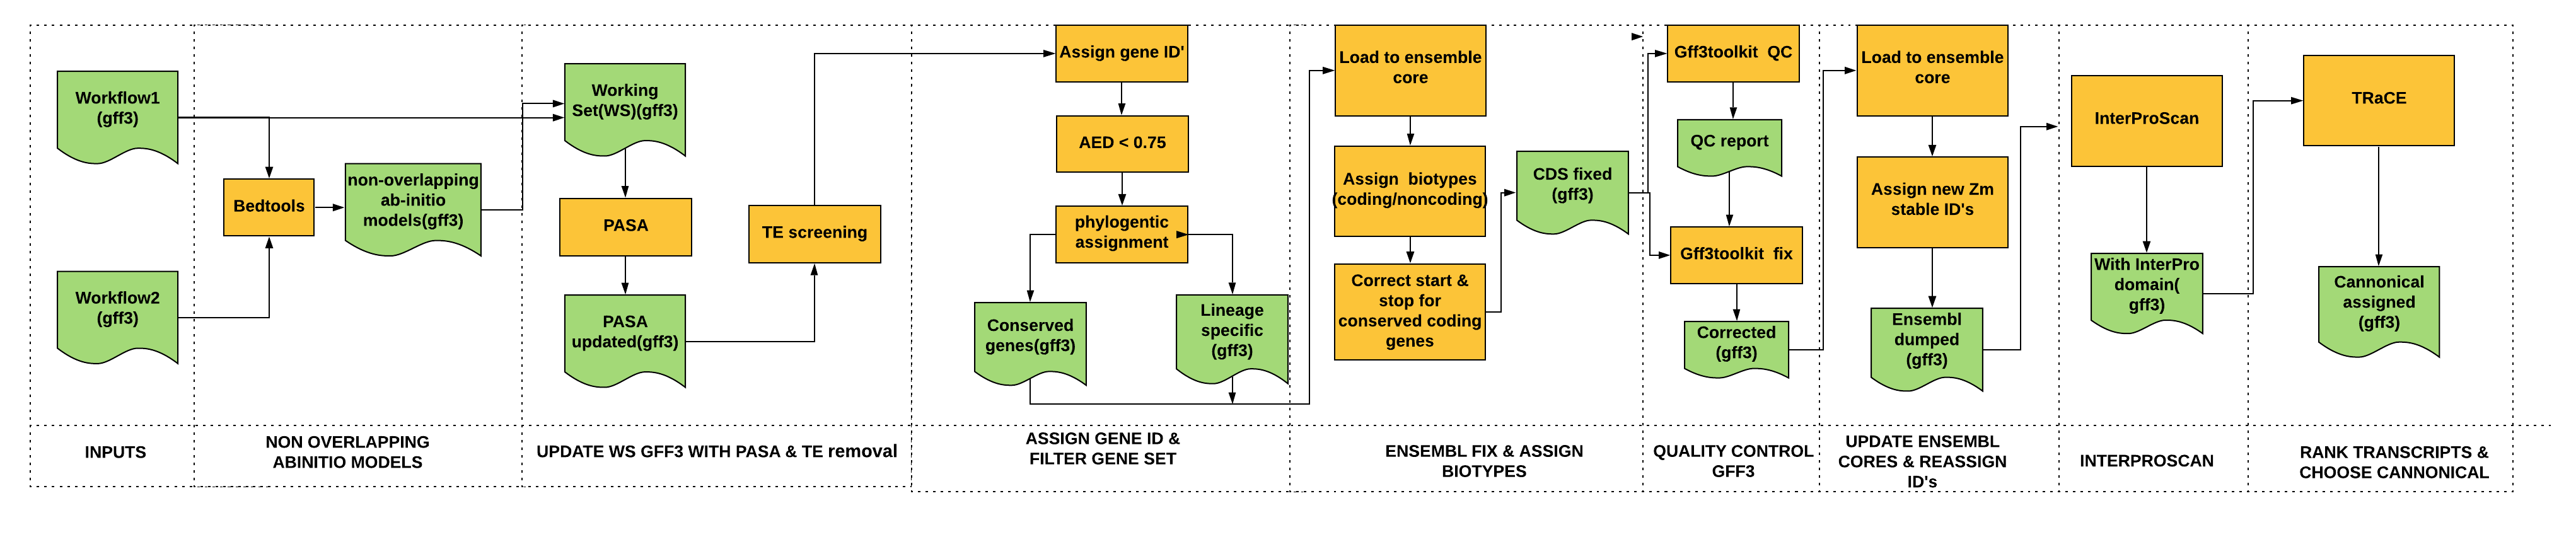 Workflow1
(gff3)
Workflow2
(gff3)
INPUTS
Bedtools
non-overlapping
ab-initio
models(gff3)
NON OVERLAPPING
ABINITIO MODELS
Working
Set(WS)(gff3)
PASA
PASA
updated(gff3)
TE screening
UPDATE WS GFF3 WITH PASA & TE removal
Assign gene ID'
AED < 0.75
phylogentic
assignment
Conserved
genes(gff3)
Lineage
specific
(gff3)
ASSIGN GENE ID &
FILTER GENE SET
Load to ensemble
core
Assign  biotypes
(coding/noncoding)
Correct start &
stop for
conserved coding
genes
CDS fixed
(gff3)
ENSEMBL FIX & ASSIGN
BIOTYPES
Gff3toolkit  QC
QC report
Gff3toolkit  fix
Corrected
(gff3)
QUALITY CONTROL
GFF3
Load to ensemble
core
Assign new Zm
stable ID's
Ensembl
dumped
(gff3)
UPDATE ENSEMBL
CORES & REASSIGN
ID's
InterProScan
With InterPro
domain(
gff3)
INTERPROSCAN
TRaCE
Cannonical
assigned
(gff3)
RANK TRANSCRIPTS &
CHOOSE CANNONICAL